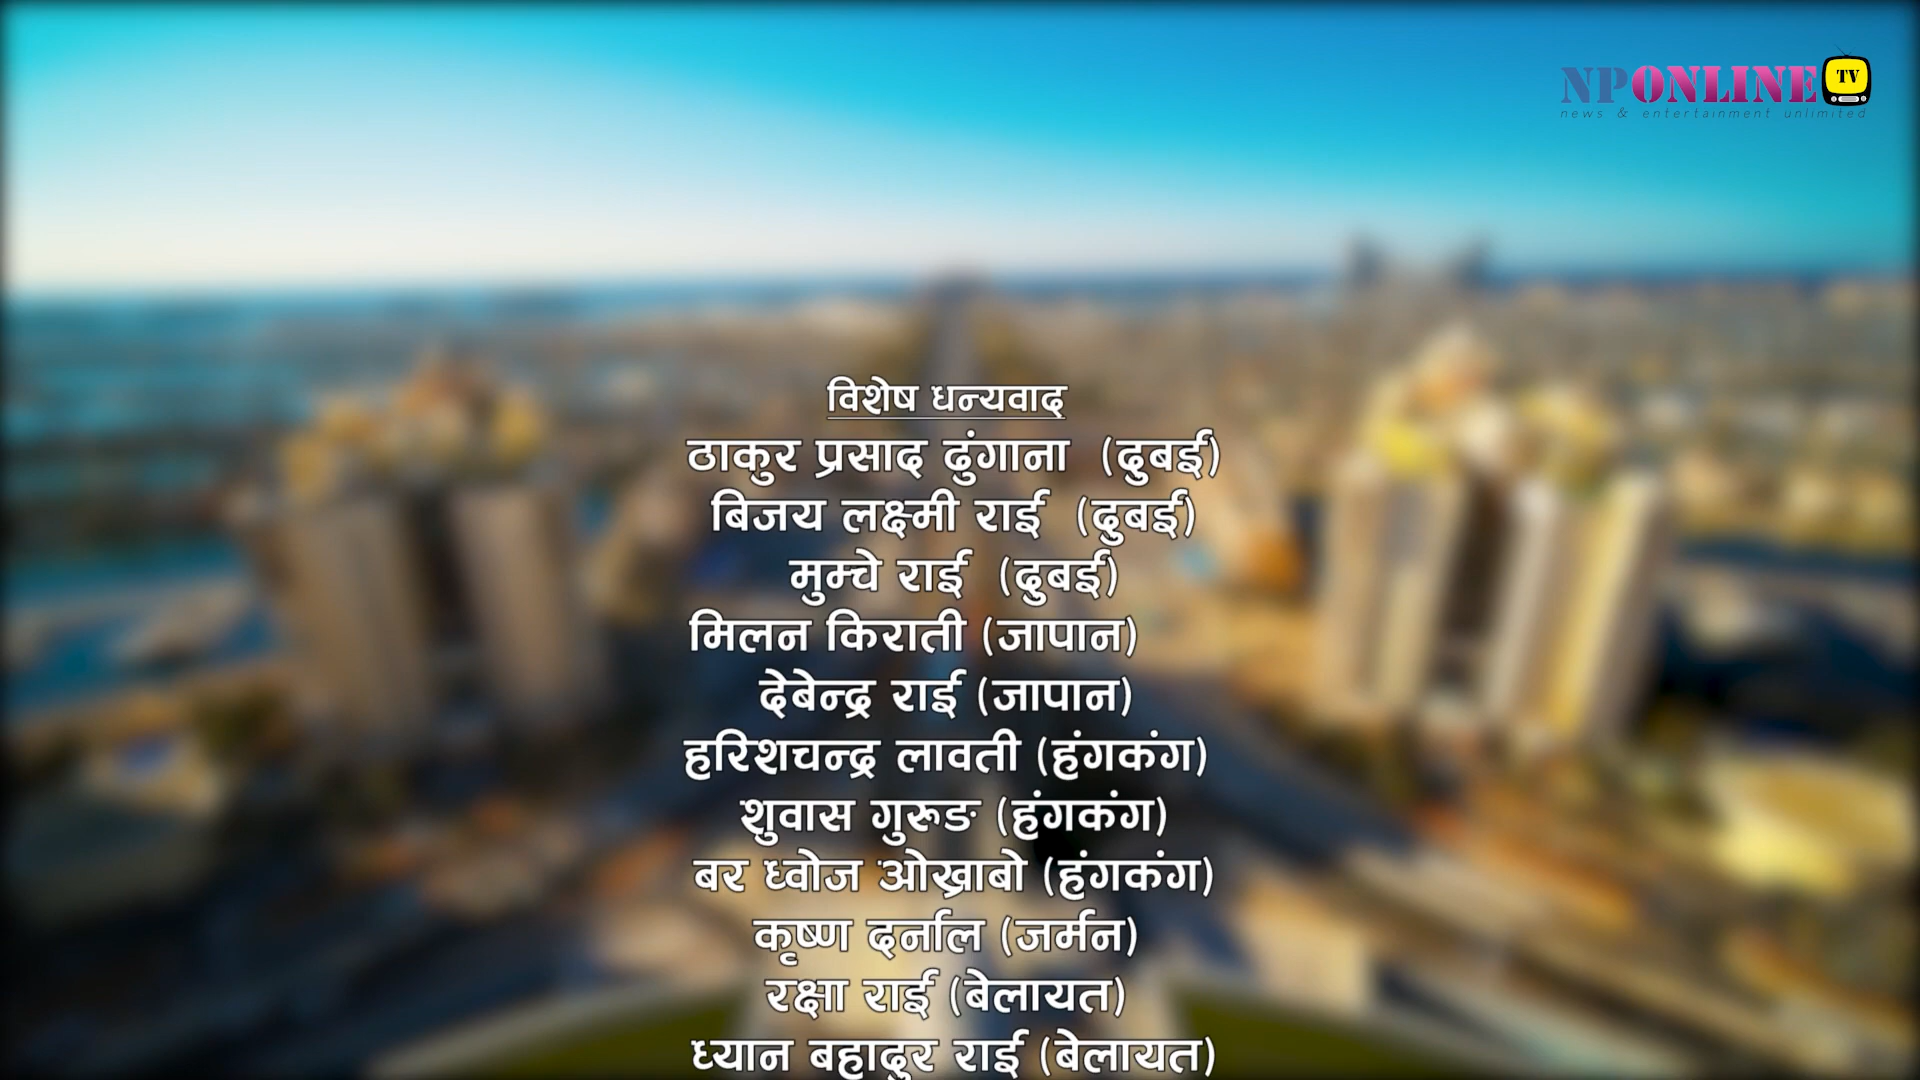 NPONLINE TV
news & entertainment unlimited
विशेष धन्यवाद
ठाकुर प्रसाद ढुंगाना (दुबई)
बिजय लक्ष्मी राई (दुबई)
मुम्चे राई (दुबई)
मिलन किराती (जापान)
देबेन्द्र राई (जापान)
हरिशचन्द्र लावती (हंगकंग)
शुवास गुरूङ (हंगकंग)
बर ध्वोज ओख्राबो (हंगकंग)
कृष्ण दर्नाल (जर्मन)
रक्षा राई (बेलायत)
ध्यान बहादुर राई (बेलायत)